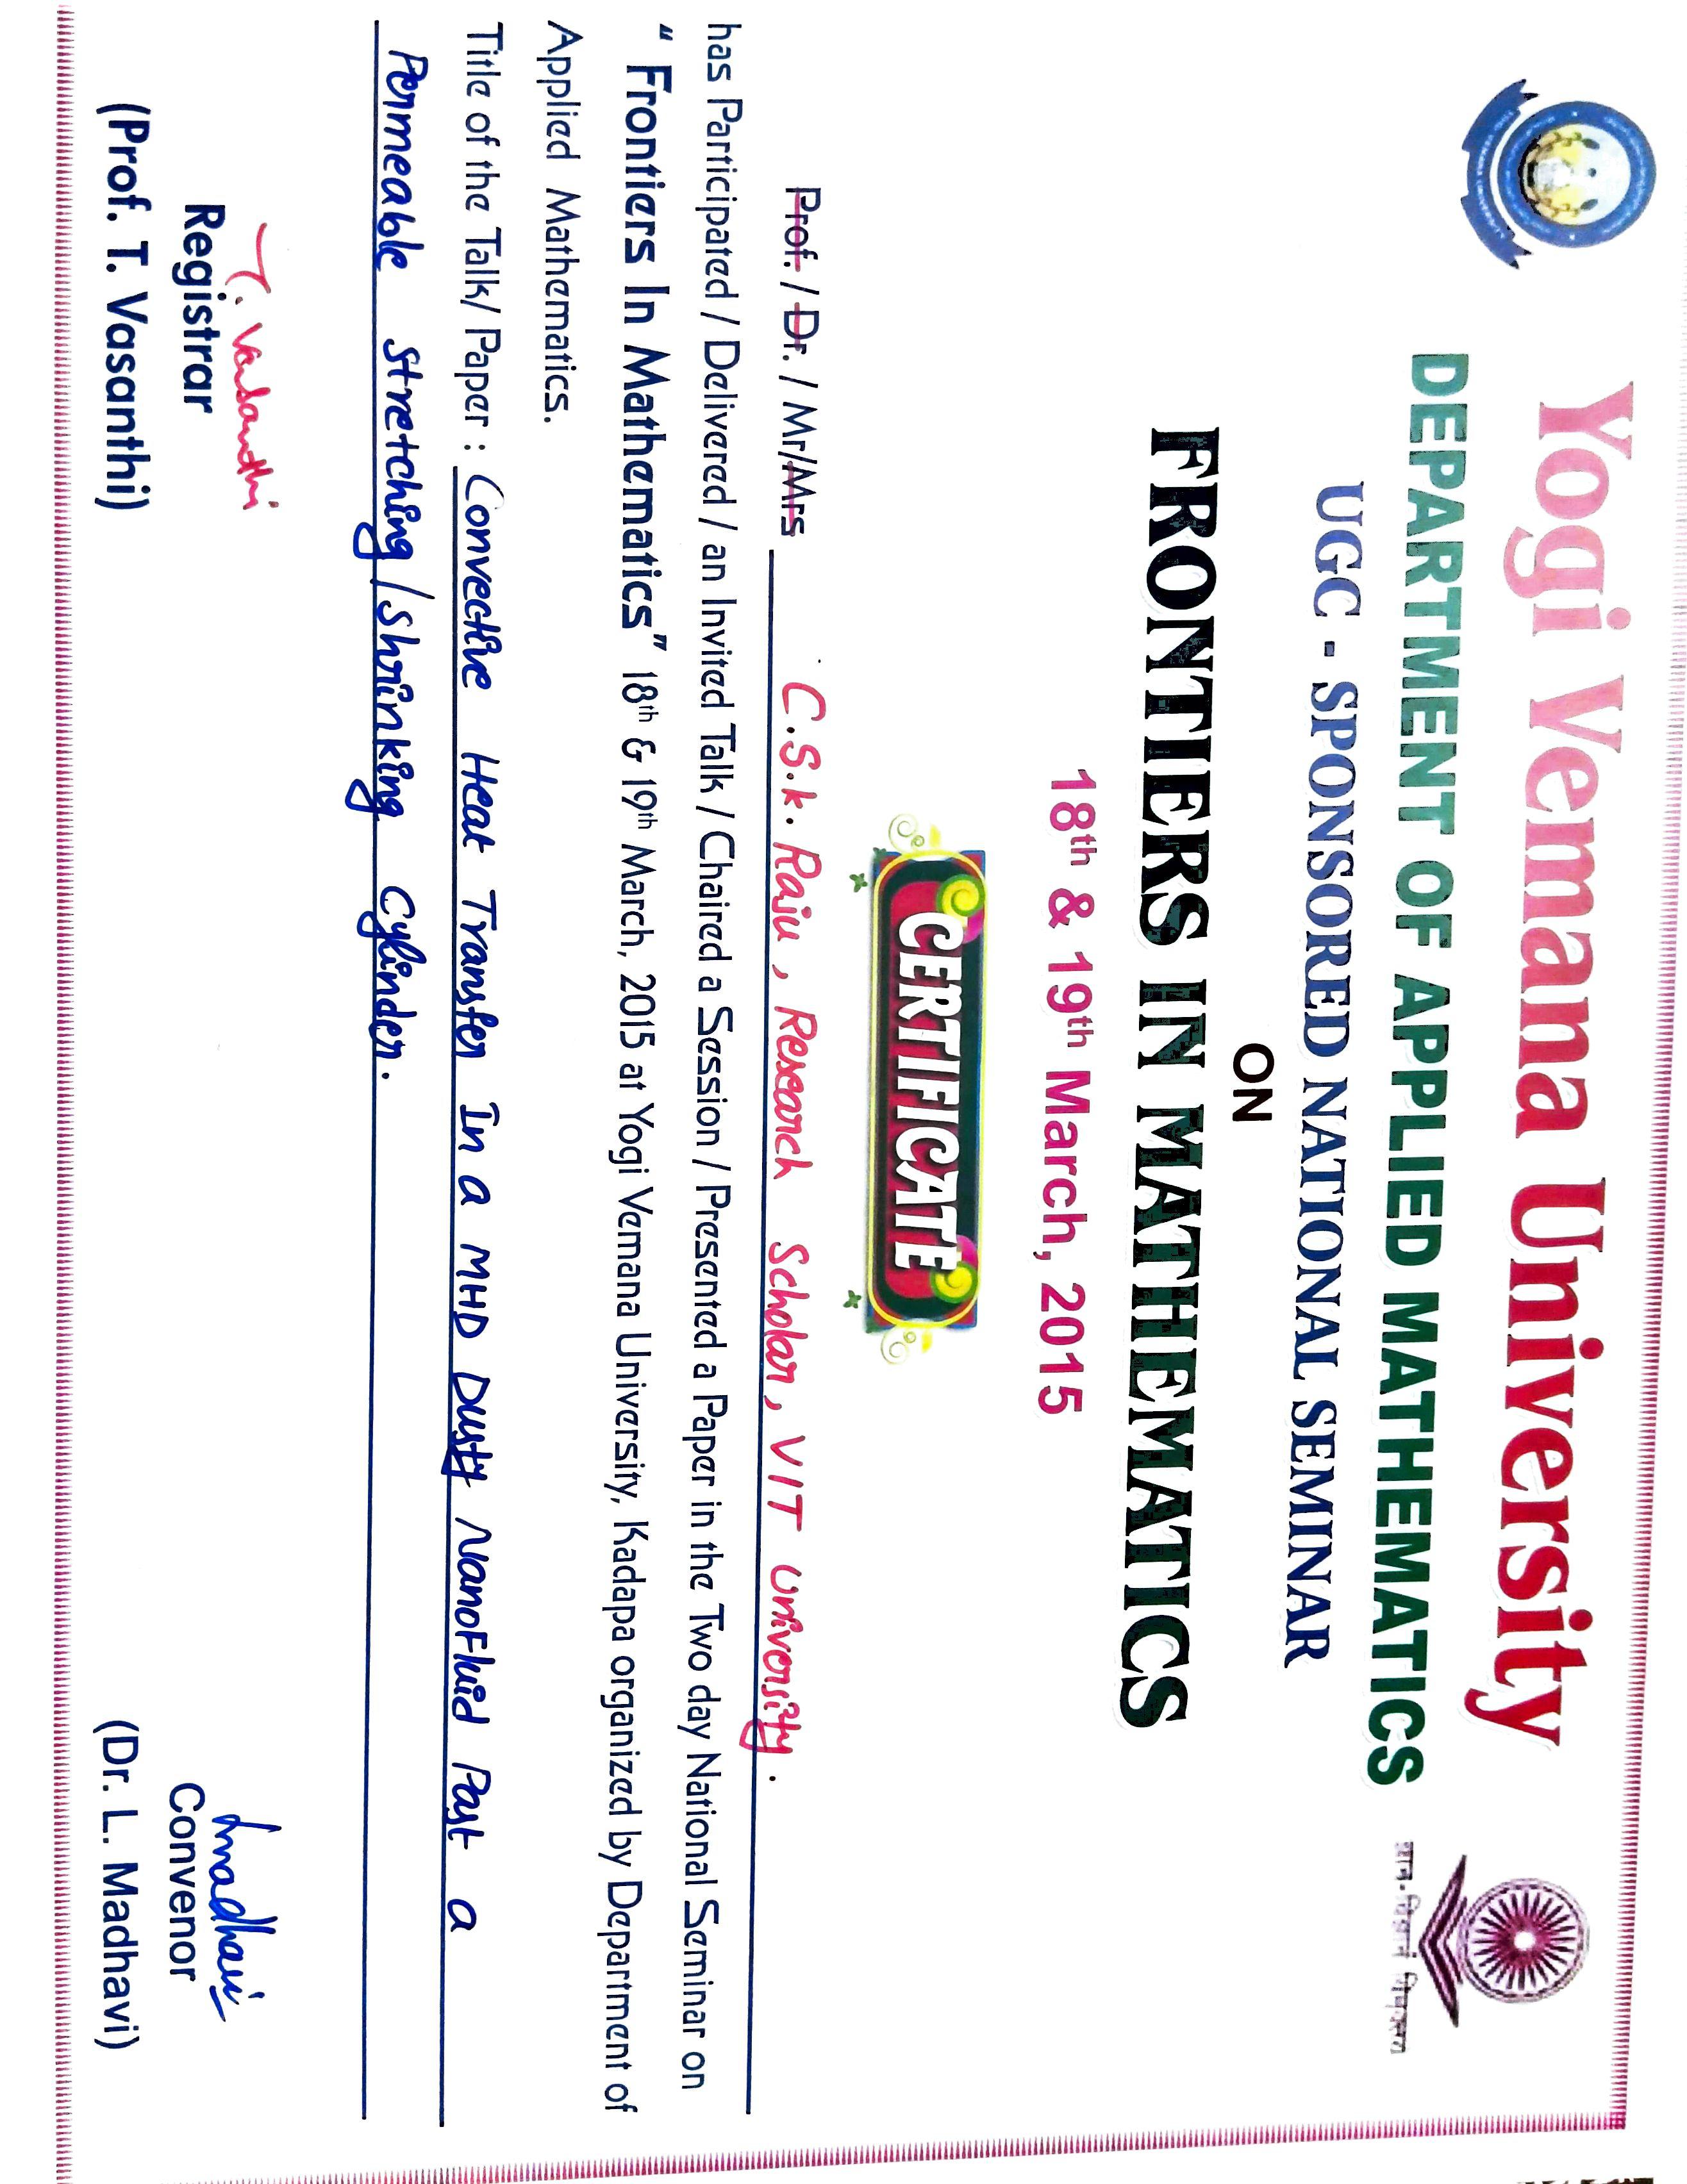 Yogi Vemana University
DEPARTMENT OF APPLIED MATHEMATICS
UGC - SPONSORED NATIONAL SEMINAR
ON
FRONTIERS IN MATHEMATICS
18th & 19th March, 2015
ज्ञान-विज्ञानं विमुक्तये
CERTIFICATE
Prof. / Dr. / Mr/Mrs C.S.K. Raju, Research Scholar, VIT University.
has Participated / Delivered / an Invited Talk / Chaired a Session / Presented a Paper in the Two day National Seminar on
“ Frontiers In Mathematics” 18th & 19th March, 2015 at Yogi Vemana University, Kadapa organized by Department of
Applied Mathematics.
Title of the Talk/ Paper : Convective Heat Transfer In a MHD Dusty NanoFluid Past a
Permeable Stretching/Shrinking Cylinder.
T. Vasanthi
Registrar
(Prof. T. Vasanthi)
Lmadhavi
Convenor
(Dr. L. Madhavi)